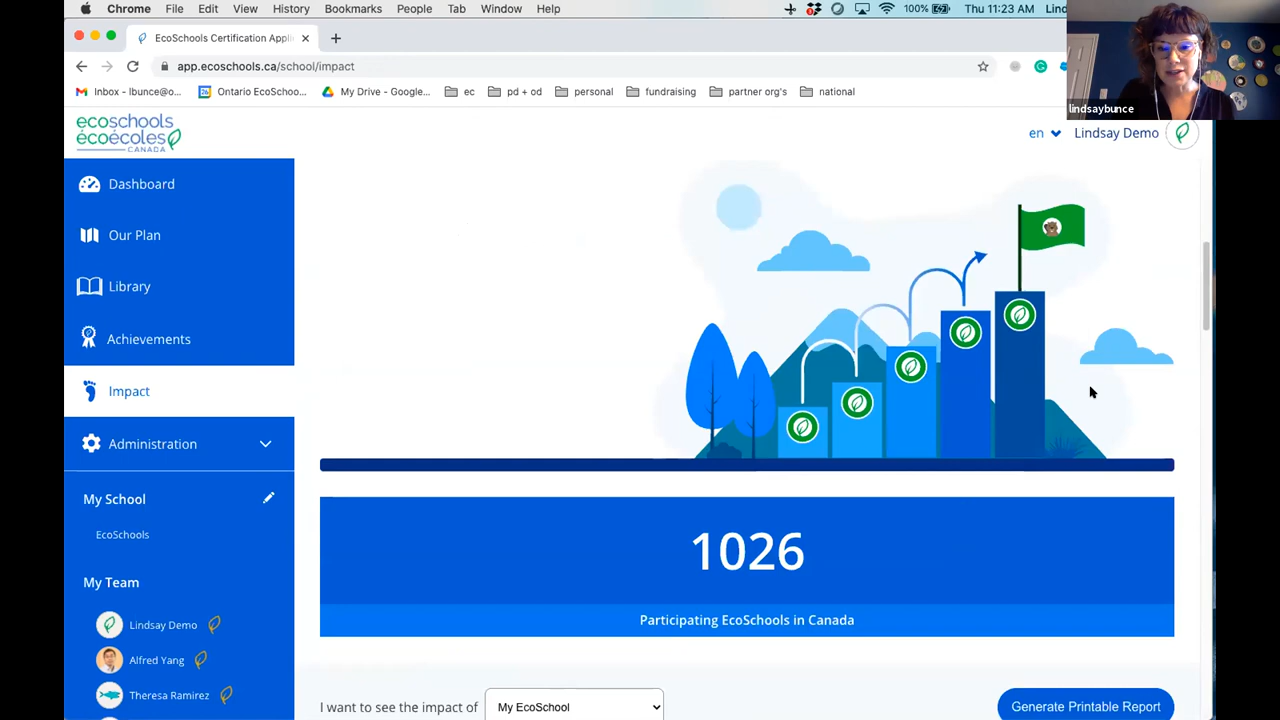 Chrome File Edit View History Bookmarks People Tab Window Help 100% Thu 11:23 AM Lind
EcoSchools Certification Appli
app.ecoschools.ca/school/impact
Inbox - lbunce@o... Ontario EcoSchoo... My Drive - Google... ec pd + od personal fundraising partner org's national
lindsaybunce
ecoschools
écoécoles
CANADA
en Lindsay Demo
Dashboard
Our Plan
Library
Achievements
Impact
Administration
My School
EcoSchools
My Team
Lindsay Demo
Alfred Yang
Theresa Ramirez
1026
Participating EcoSchools in Canada
I want to see the impact of My EcoSchool Generate Printable Report